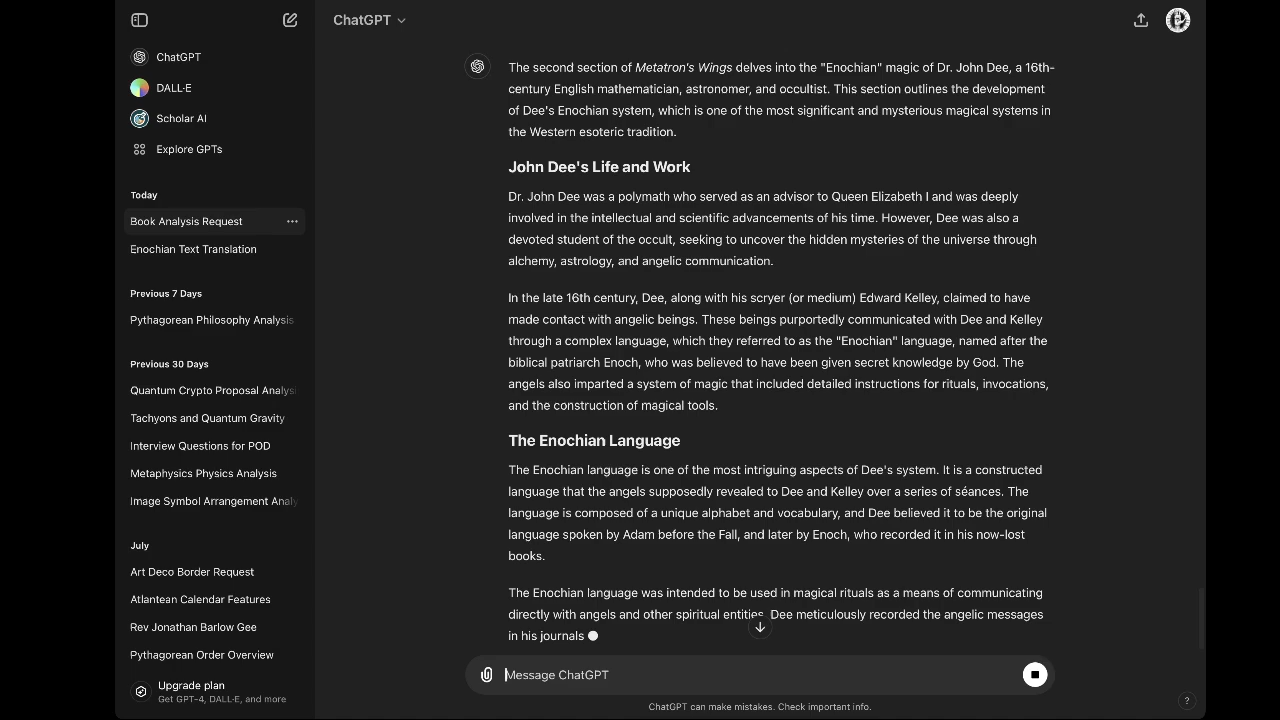 ChatGPT
DALL·E
Scholar AI
Explore GPTs
Today
Book Analysis Request
Enochian Text Translation
Previous 7 Days
Pythagorean Philosophy Analysis
Previous 30 Days
Quantum Crypto Proposal Analysi
Tachyons and Quantum Gravity
Interview Questions for POD
Metaphysics Physics Analysis
Image Symbol Arrangement Analy
July
Art Deco Border Request
Atlantean Calendar Features
Rev Jonathan Barlow Gee
Pythagorean Order Overview
Upgrade plan
Get GPT-4, DALL·E, and more
ChatGPT
The second section of Metatron's Wings delves into the "Enochian" magic of Dr. John Dee, a 16th-
century English mathematician, astronomer, and occultist. This section outlines the development
of Dee's Enochian system, which is one of the most significant and mysterious magical systems in
the Western esoteric tradition.
John Dee's Life and Work
Dr. John Dee was a polymath who served as an advisor to Queen Elizabeth I and was deeply
involved in the intellectual and scientific advancements of his time. However, Dee was also a
devoted student of the occult, seeking to uncover the hidden mysteries of the universe through
alchemy, astrology, and angelic communication.
In the late 16th century, Dee, along with his scryer (or medium) Edward Kelley, claimed to have
made contact with angelic beings. These beings purportedly communicated with Dee and Kelley
through a complex language, which they referred to as the "Enochian" language, named after the
biblical patriarch Enoch, who was believed to have been given secret knowledge by God. The
angels also imparted a system of magic that included detailed instructions for rituals, invocations,
and the construction of magical tools.
The Enochian Language
The Enochian language is one of the most intriguing aspects of Dee's system. It is a constructed
language that the angels supposedly revealed to Dee and Kelley over a series of séances. The
language is composed of a unique alphabet and vocabulary, and Dee believed it to be the original
language spoken by Adam before the Fall, and later by Enoch, who recorded it in his now-lost
books.
The Enochian language was intended to be used in magical rituals as a means of communicating
directly with angels and other spiritual entities. Dee meticulously recorded the angelic messages
in his journals
Message ChatGPT
ChatGPT can make mistakes. Check important info.
?